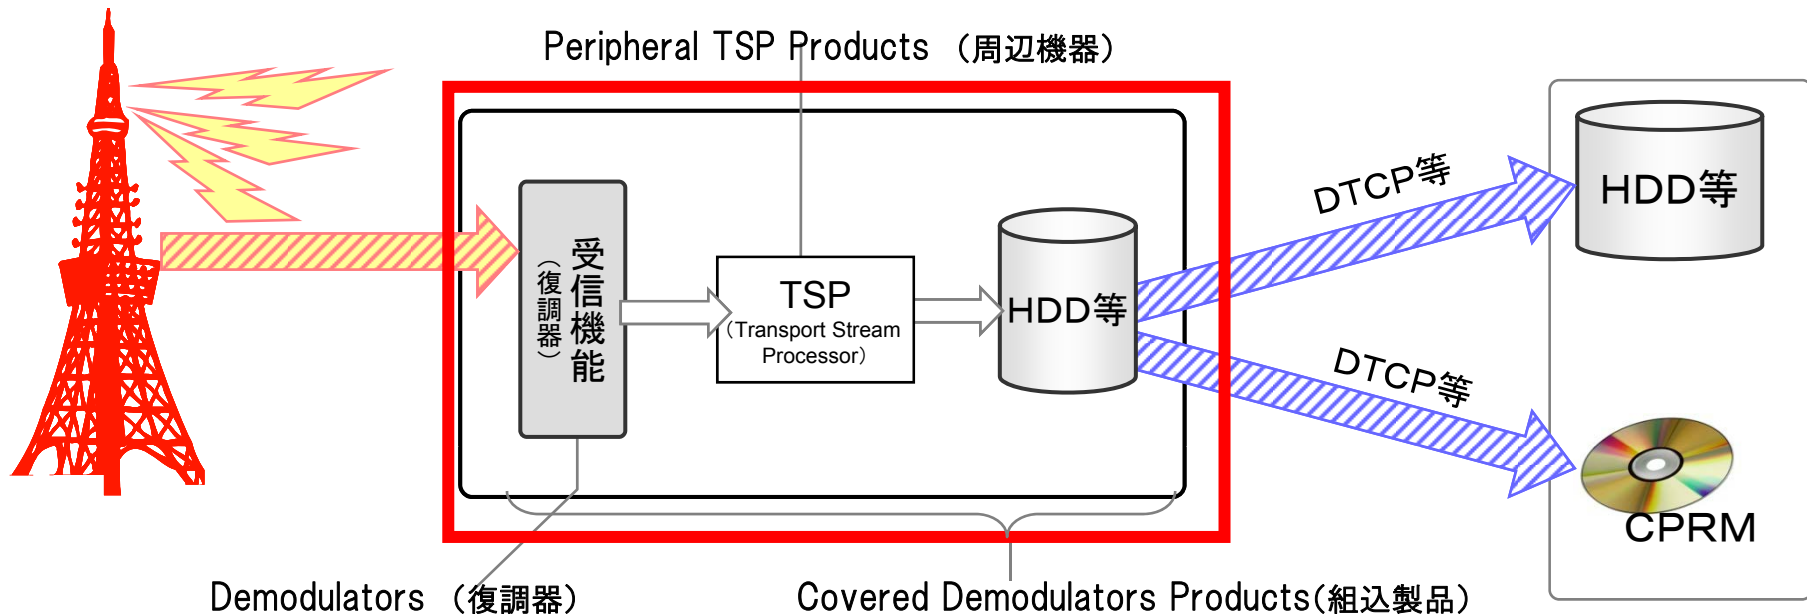 Peripheral TSP Products （周辺機器）
受信機能
（復調器）
TSP
（Transport Stream
Processor）
HDD等
DTCP等
DTCP等
HDD等
CPRM
Demodulators （復調器）
Covered Demodulators Products(組込製品)